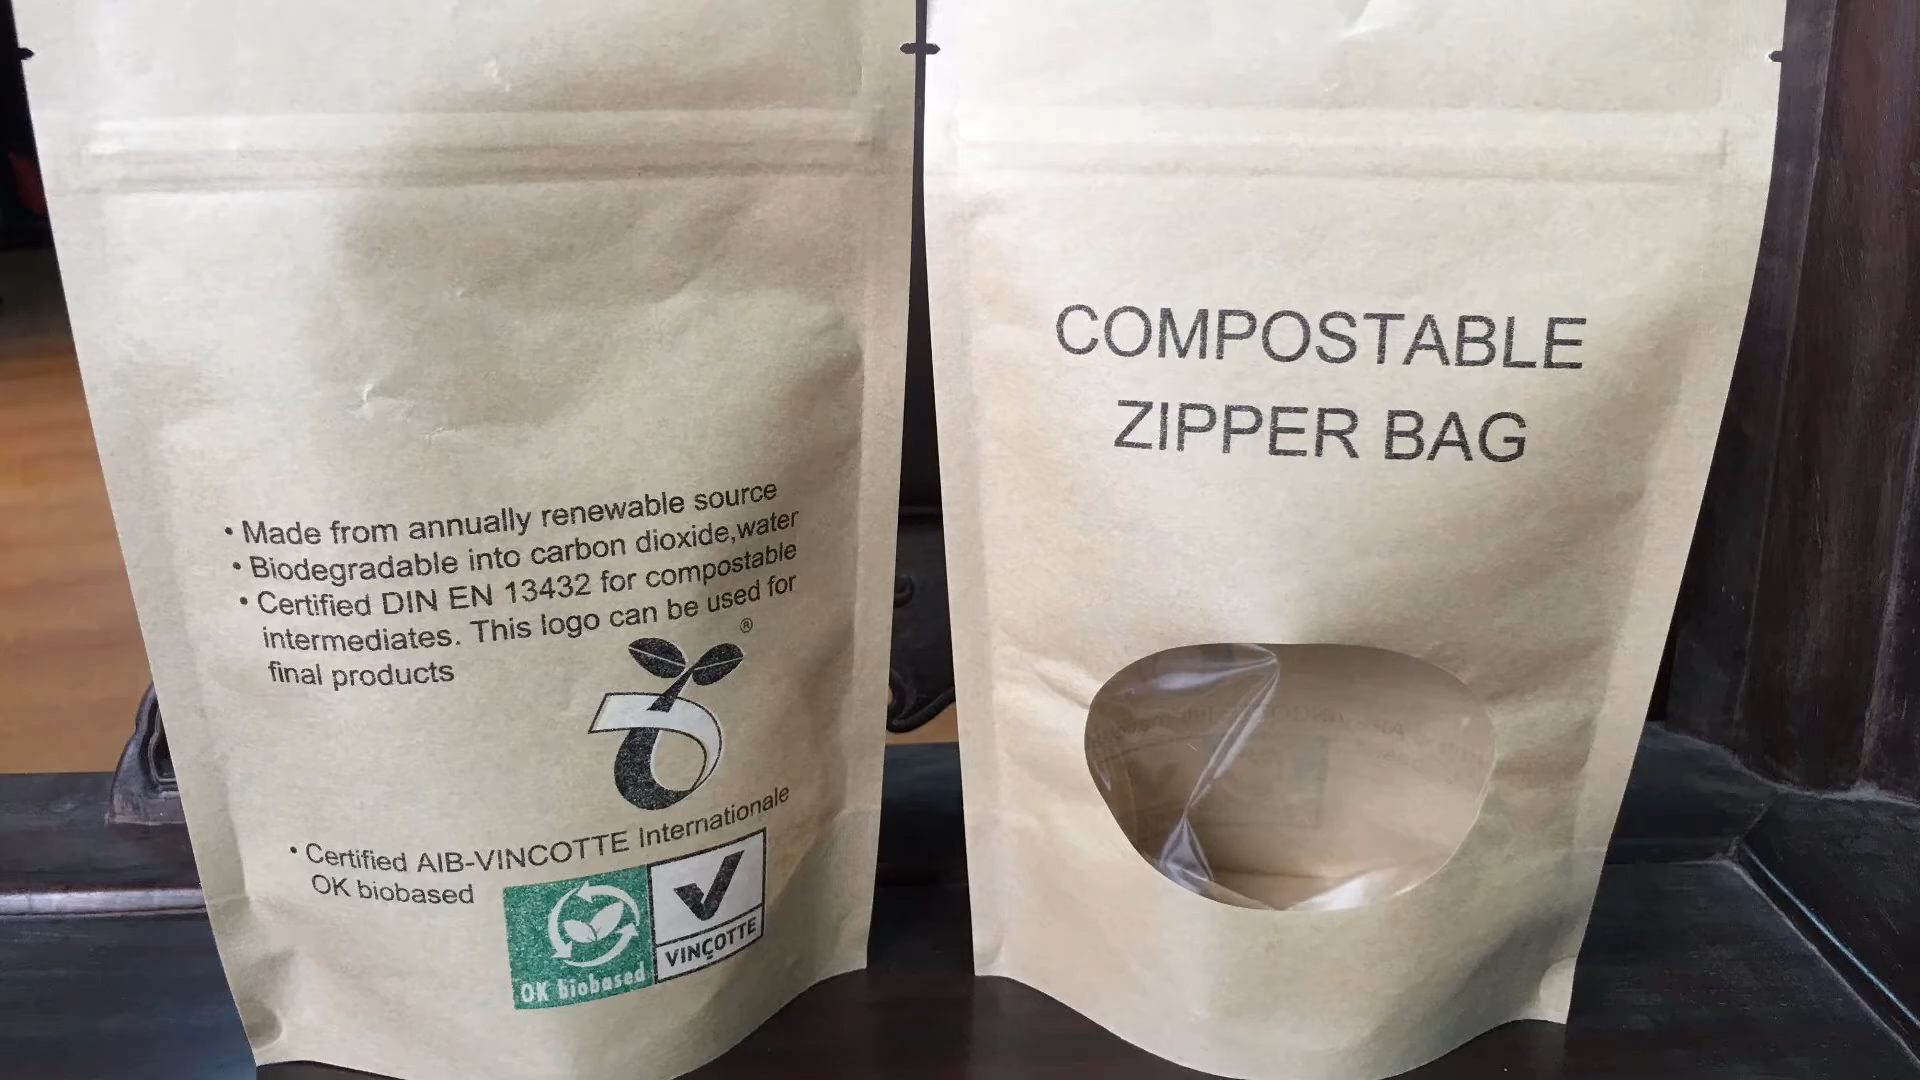 • Made from annually renewable source
• Biodegradable into carbon dioxide,water
• Certified DIN EN 13432 for compostable
intermediates. This logo can be used for
final products
®
• Certified AIB-VINCOTTE Internationale
OK biobased
OK biobased
VINÇOTTE
COMPOSTABLE
ZIPPER BAG